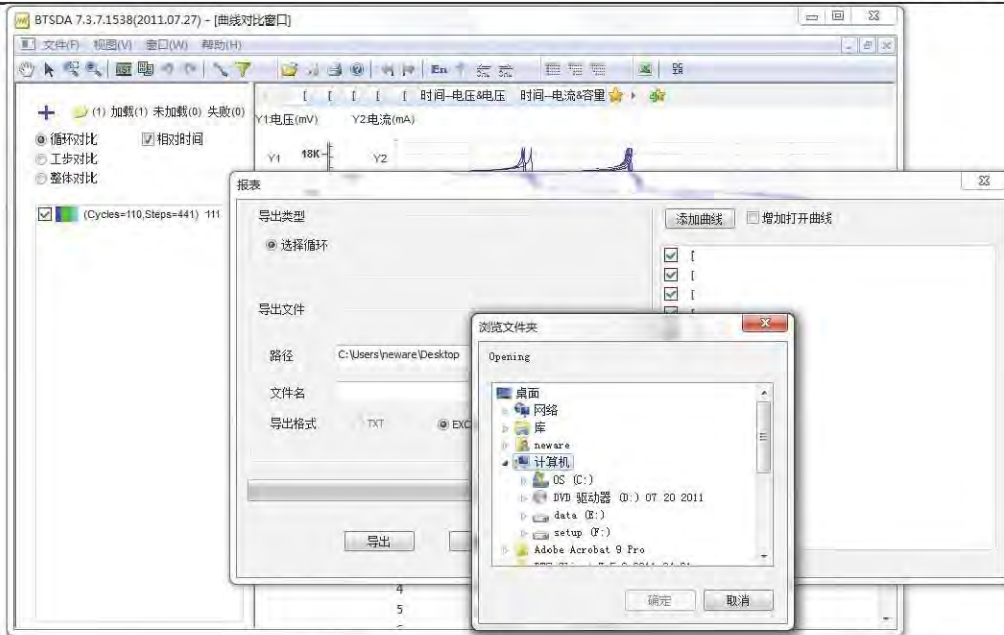 BTSDA 7.3.7.1538(2011.07.27) - [曲线对比窗口]
文件(F) 视图(V) 窗口(W) 帮助(H)
En
(1) 加载(1) 未加载(0) 失败(0)
循环对比 相对时间
工步对比
整体对比
(Cycles=110,Steps=441) 111
[ [ [ [ [ 时间--电压&电压 时间--电流&容量
Y1电压(mV) Y2电流(mA)
Y1 18K Y2
报表
导出类型
选择循环
导出文件
路径 C:\Users\neware\Desktop
文件名
导出格式 TXT EXC
导出
添加曲线 增加打开曲线
[
[
[
浏览文件夹
Opening
桌面
网络
库
neware
计算机
OS (C:)
DVD 驱动器 (D:) 07 20 2011
data (E:)
setup (F:)
Adobe Acrobat 9 Pro
确定 取消
4
5